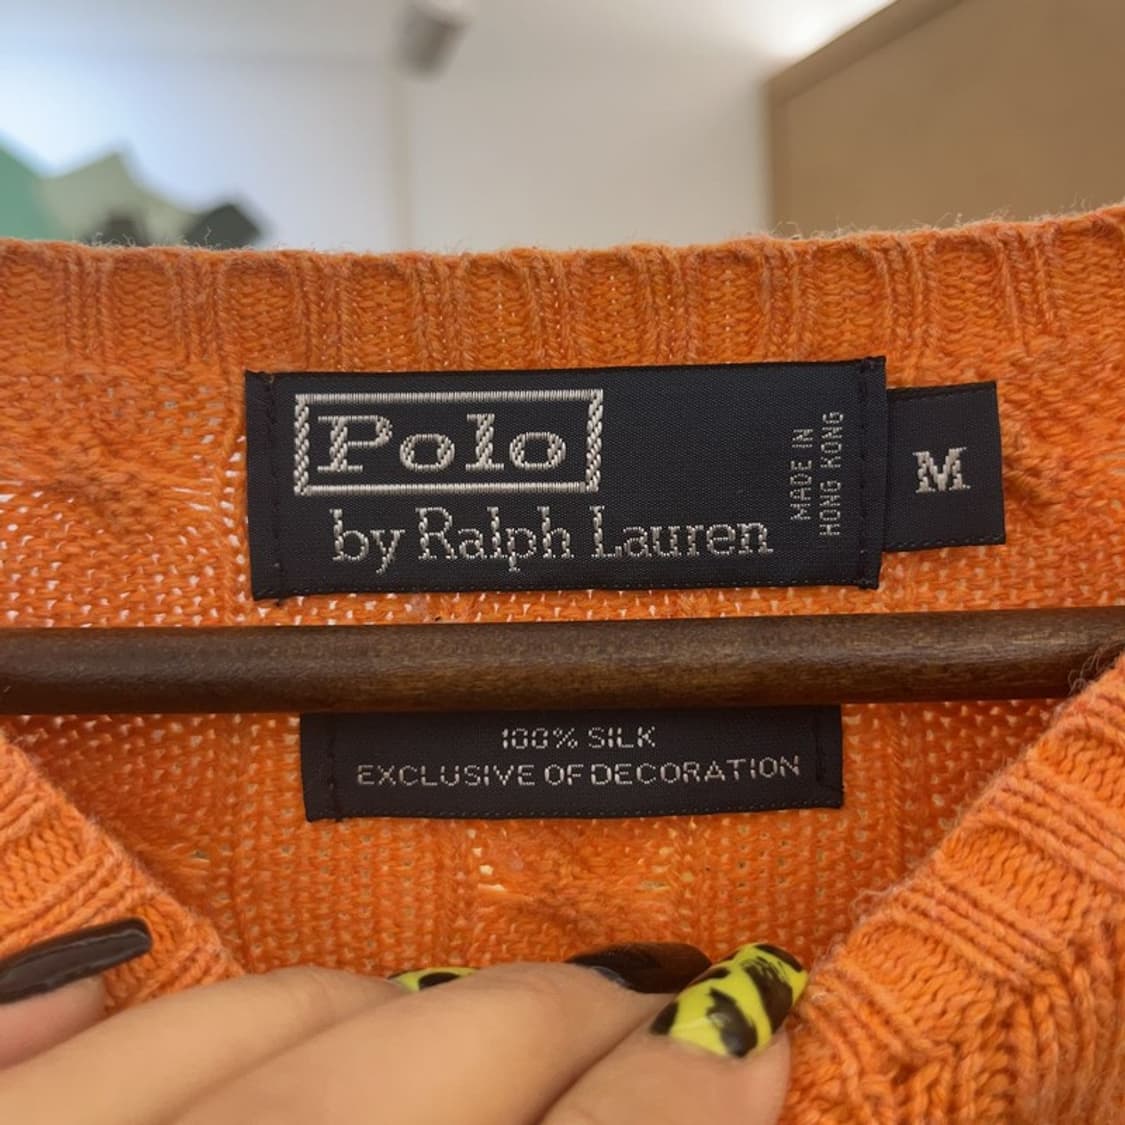 Polo
by Ralph Lauren
MADE IN
HONG KONG
M
100% SILK
EXCLUSIVE OF DECORATION